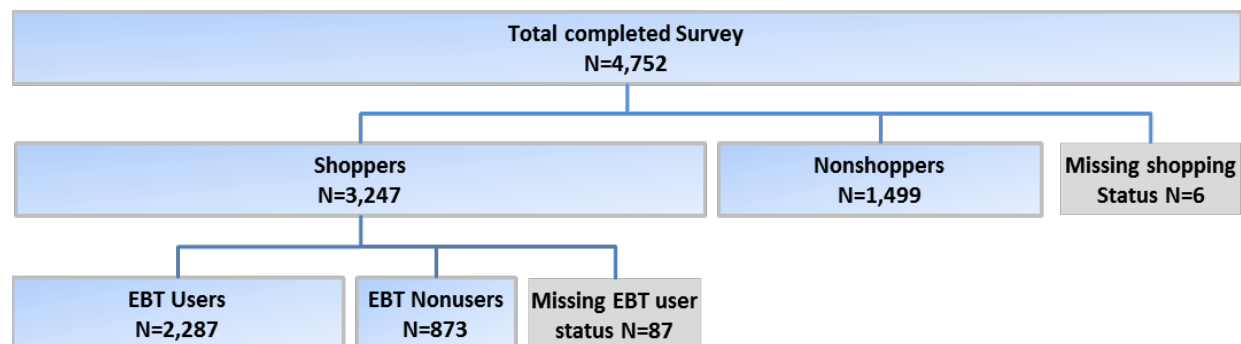 Total completed Survey
N=4,752
Shoppers
N=3,247
Nonshoppers
N=1,499
Missing shopping
Status N=6
EBT Users
N=2,287
EBT Nonusers
N=873
Missing EBT user
status N=87